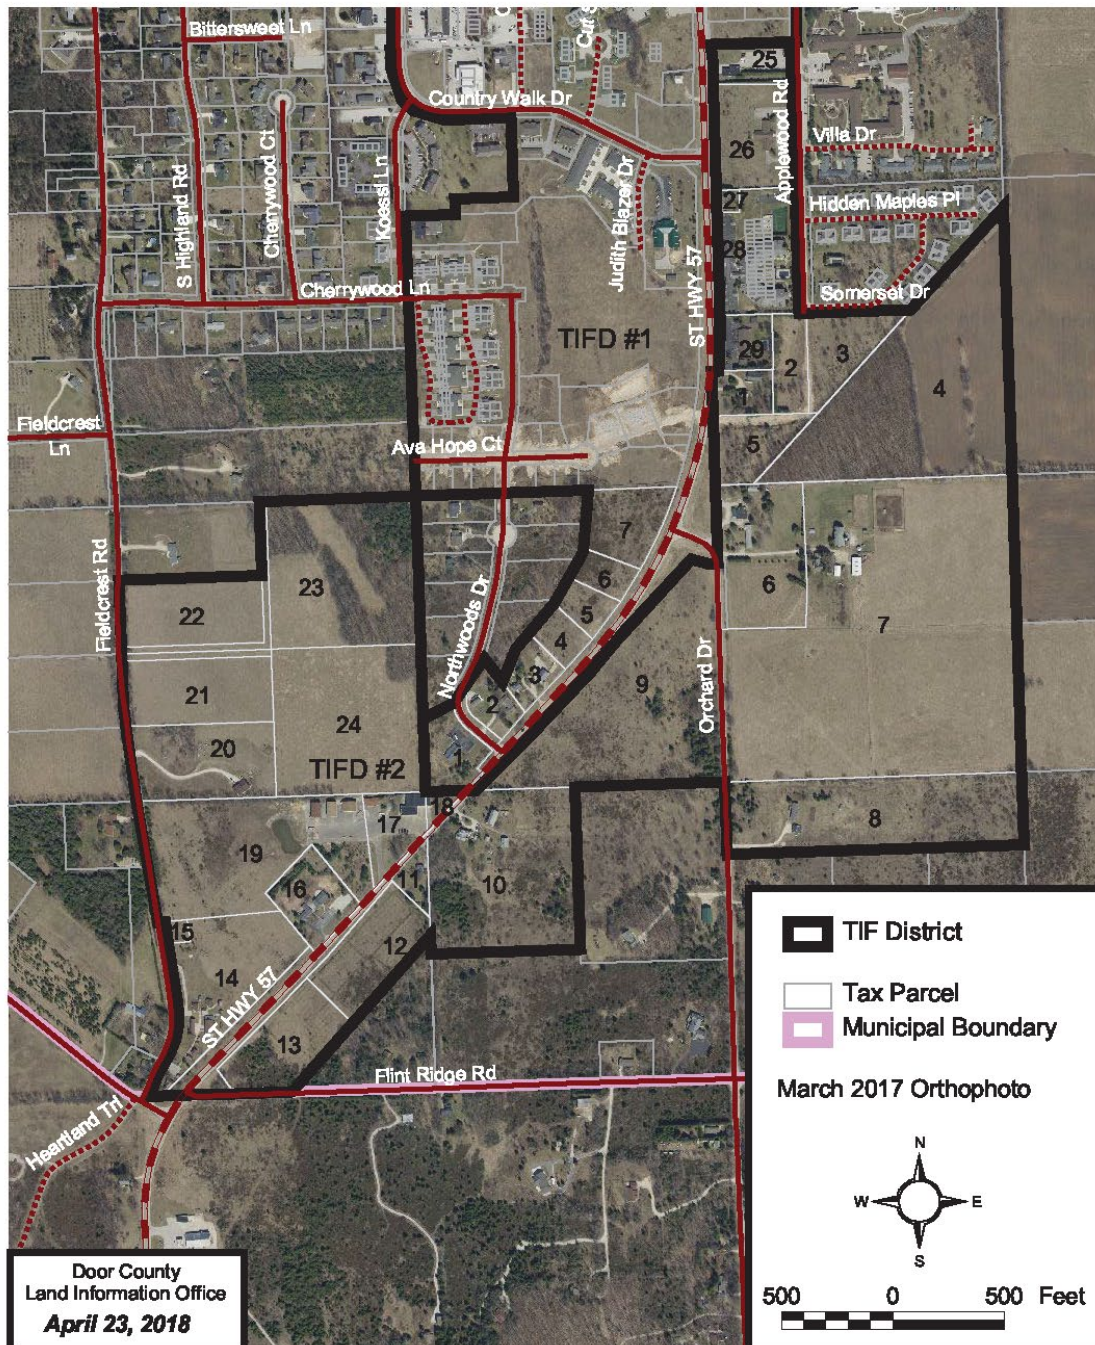 Bittersweet Ln
25
Country Walk Dr
Applewood Rd
Villa Dr
Cherrywood Ct
S Highland Rd
Koessl Ln
Judith Blazer Dr
26
27
Hidden Maples Pl
28
Cherrywood Ln
Somerset Dr
ST HWY 57
TIFD #1
29
2
3
4
1
Fieldcrest
Ln
Ava Hope Ct
5
7
Fieldcrest Rd
23
22
6
6
5
7
Northwoods Dr
4
3
9
Orchard Dr
21
2
24
20
1
TIFD #2
18
17
8
19
16
11
10
15
12
14
ST HWY 57
13
Flint Ridge Rd
Heartland Trl
TIF District
Tax Parcel
Municipal Boundary
March 2017 Orthophoto
N
W
E
S
500 0 500 Feet
Door County
Land Information Office
April 23, 2018